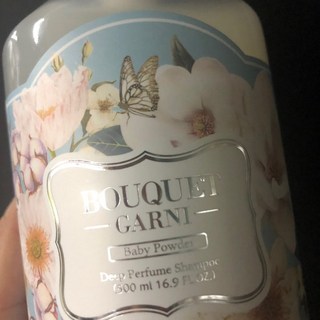 BOUQUET
GARNI
Baby Powder
Deep Perfume Shampoo
500 ml 16.9 FL.OZ.